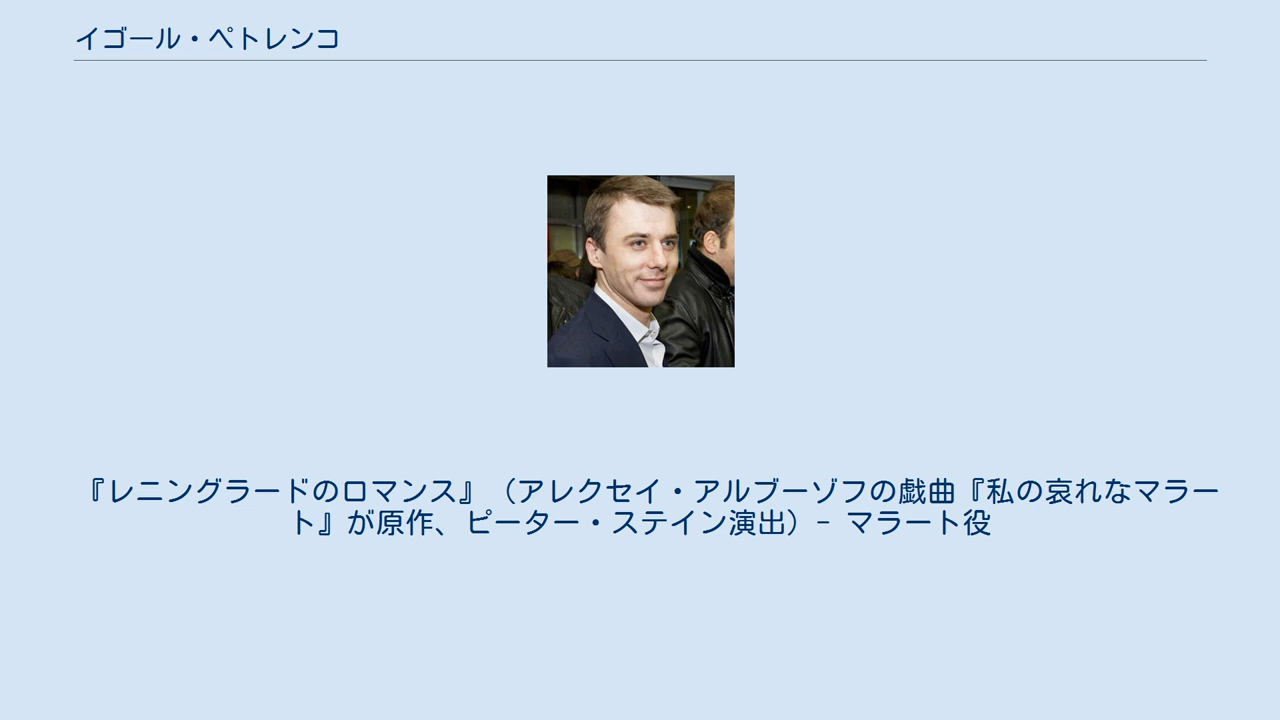 イゴール・ペトレンコ
『レニングラードのロマンス』（アレクセイ・アルブーゾフの戯曲『私の哀れなマラー
ト』が原作、ピーター・ステイン演出）- マラート役